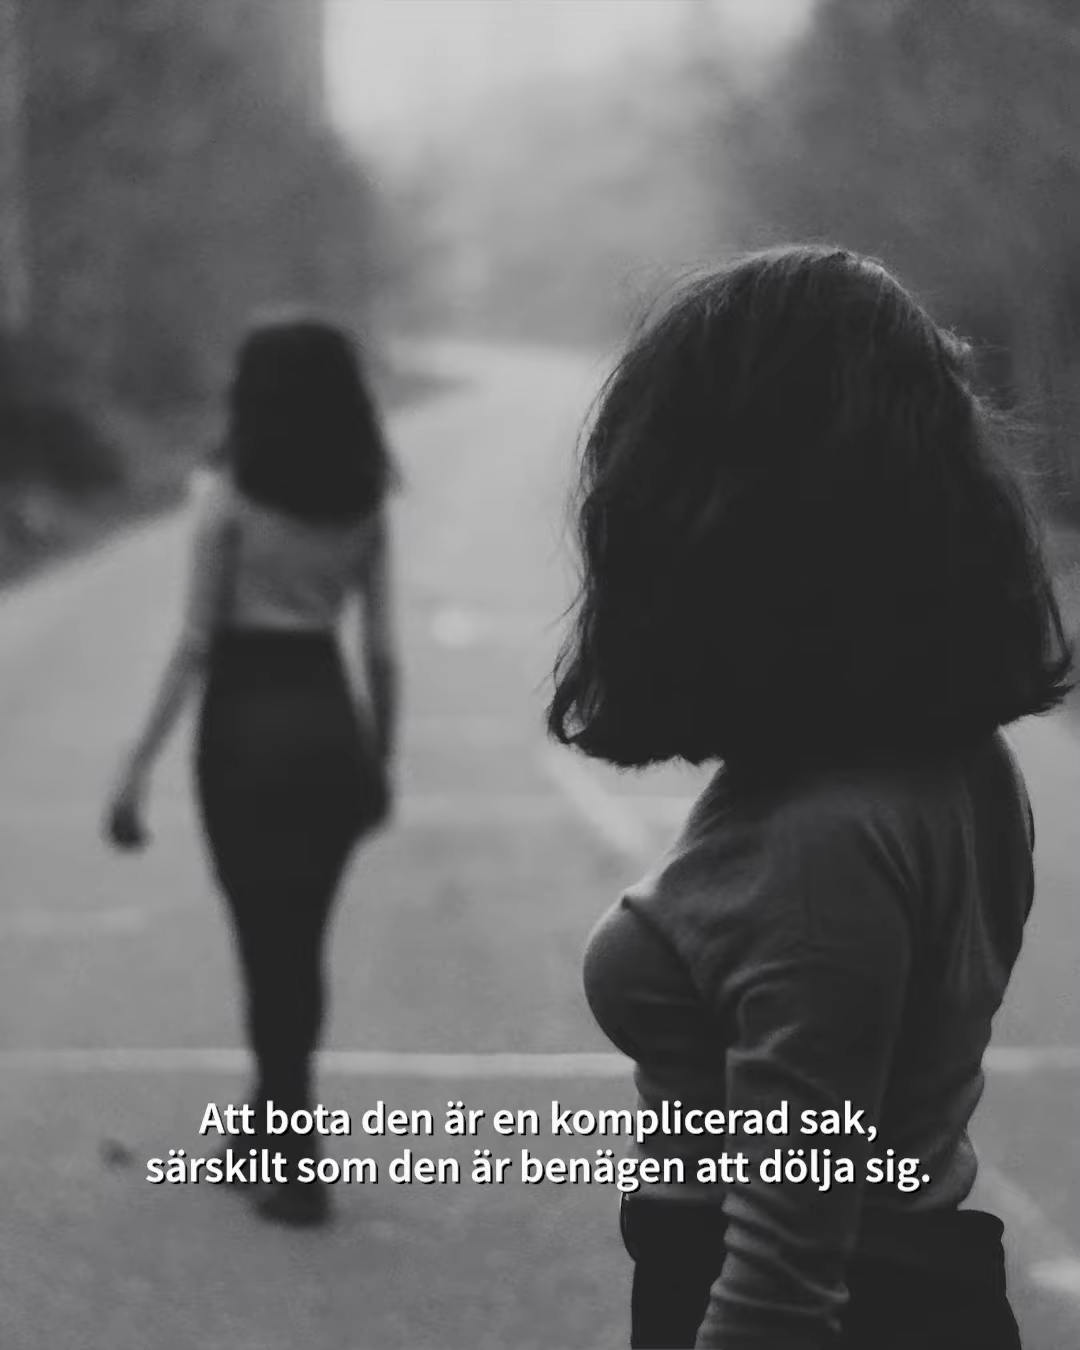 Att bota den är en komplicerad sak,
särskilt som den är benägen att dölja sig.